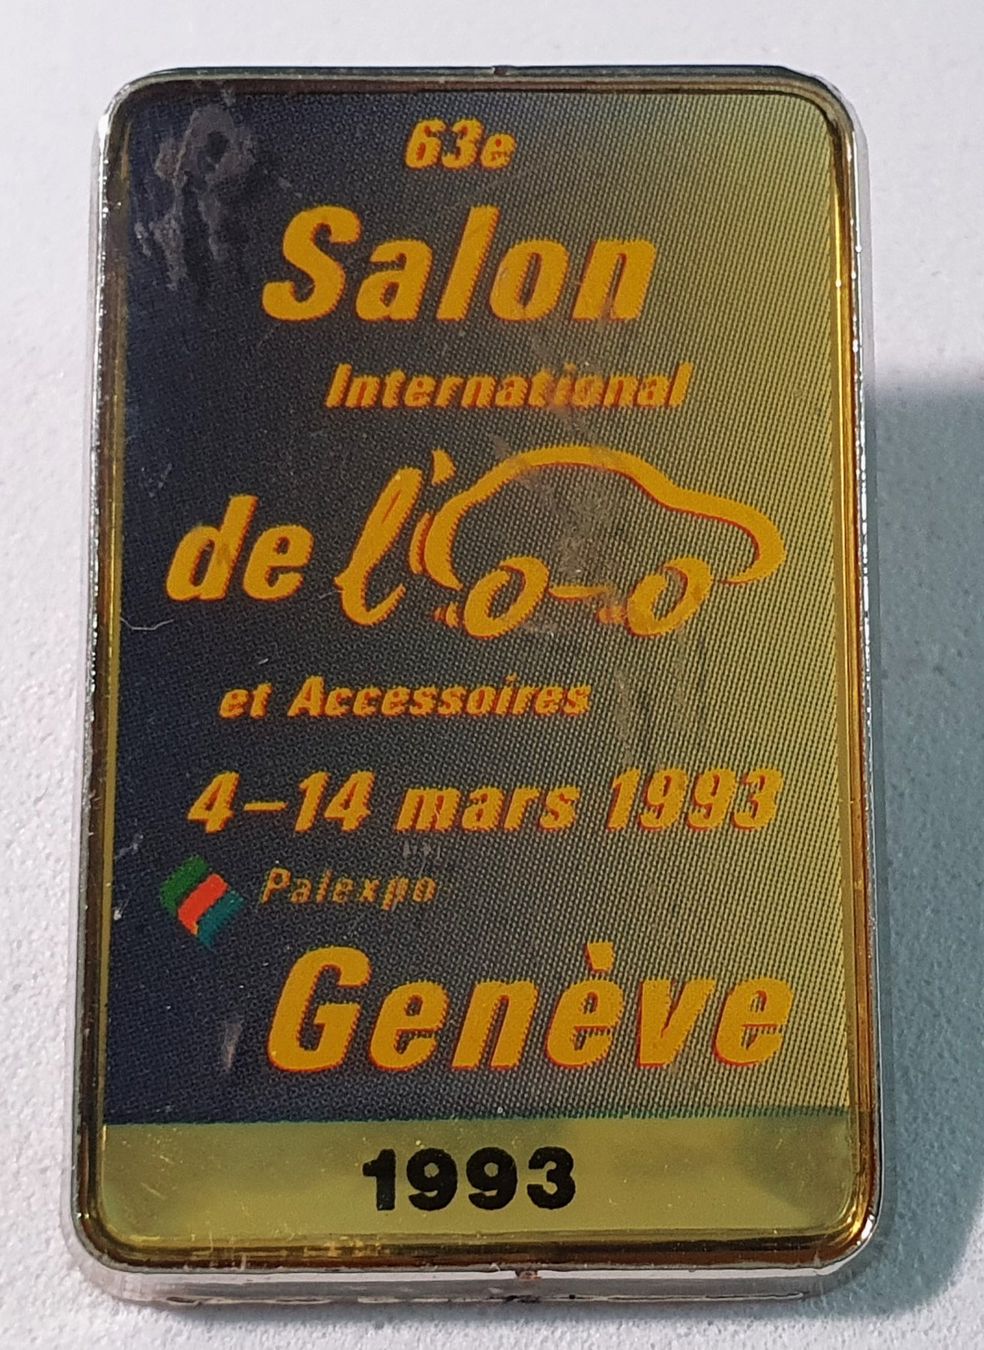 63e
Salon
International
de l'
et Accessoires
4-14 mars 1993
Palexpo
Genève
1993